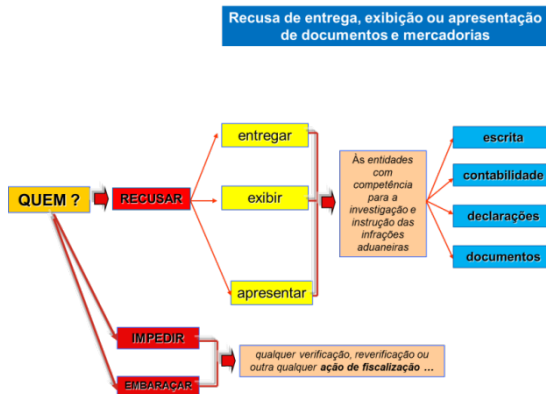 Recusa de entrega, exibição ou apresentação
de documentos e mercadorias
QUEM ?
RECUSAR
entregar
exibir
apresentar
Às entidades
com
competência
para a
investigação e
instrução das
infrações
aduaneiras
escrita
contabilidade
declarações
documentos
IMPEDIR
EMBARAÇAR
qualquer verificação, reverificação ou
outra qualquer ação de fiscalização ...